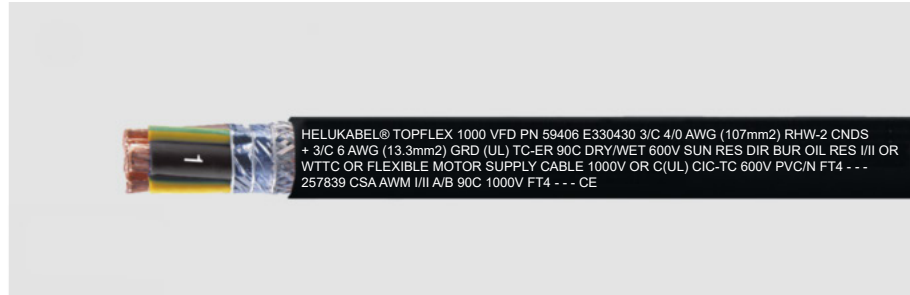 HELUKABEL® TOPFLEX 1000 VFD PN 59406 E330430 3/C 4/0 AWG (107mm2) RHW-2 CNDS
+ 3/C 6 AWG (13.3mm2) GRD (UL) TC-ER 90C DRY/WET 600V SUN RES DIR BUR OIL RES I/II OR
WTTC OR FLEXIBLE MOTOR SUPPLY CABLE 1000V OR C(UL) CIC-TC 600V PVC/N FT4 - - -
257839 CSA AWM I/II A/B 90C 1000V FT4 - - - CE
1